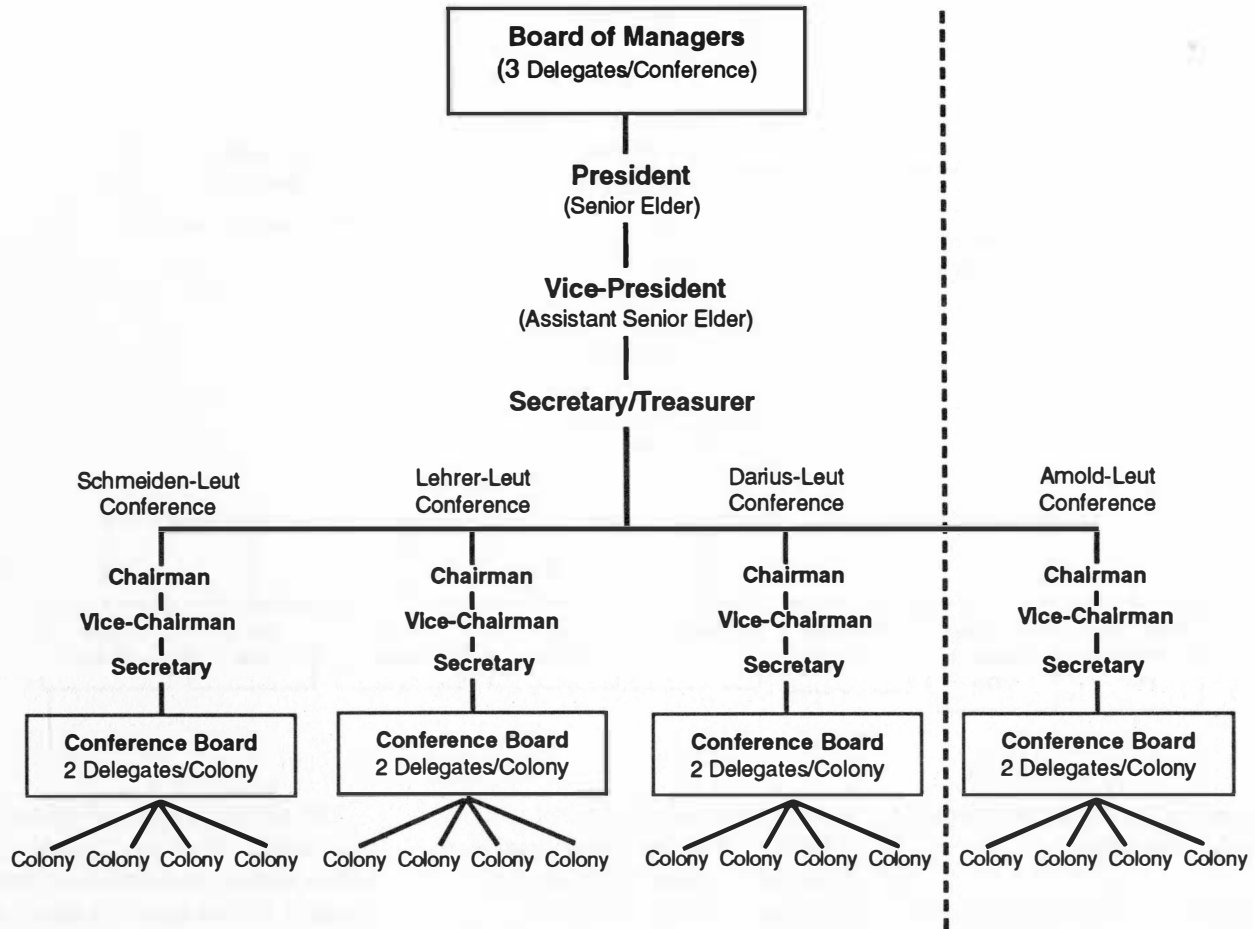 Board of Managers
(3 Delegates/Conference)
President
(Senior Elder)
Vice-President
(Assistant Senior Elder)
Secretary/Treasurer
Schmeiden-Leut
Conference
Lehrer-Leut
Conference
Darius-Leut
Conference
Arnold-Leut
Conference
Chairman
Chairman
Chairman
Chairman
Vice-Chairman
Vice-Chairman
Vice-Chairman
Vice-Chairman
Secretary
Secretary
Secretary
Secretary
Conference Board
2 Delegates/Colony
Conference Board
2 Delegates/Colony
Conference Board
2 Delegates/Colony
Conference Board
2 Delegates/Colony
Colony Colony Colony Colony
Colony Colony Colony Colony
Colony Colony Colony Colony
Colony Colony Colony Colony